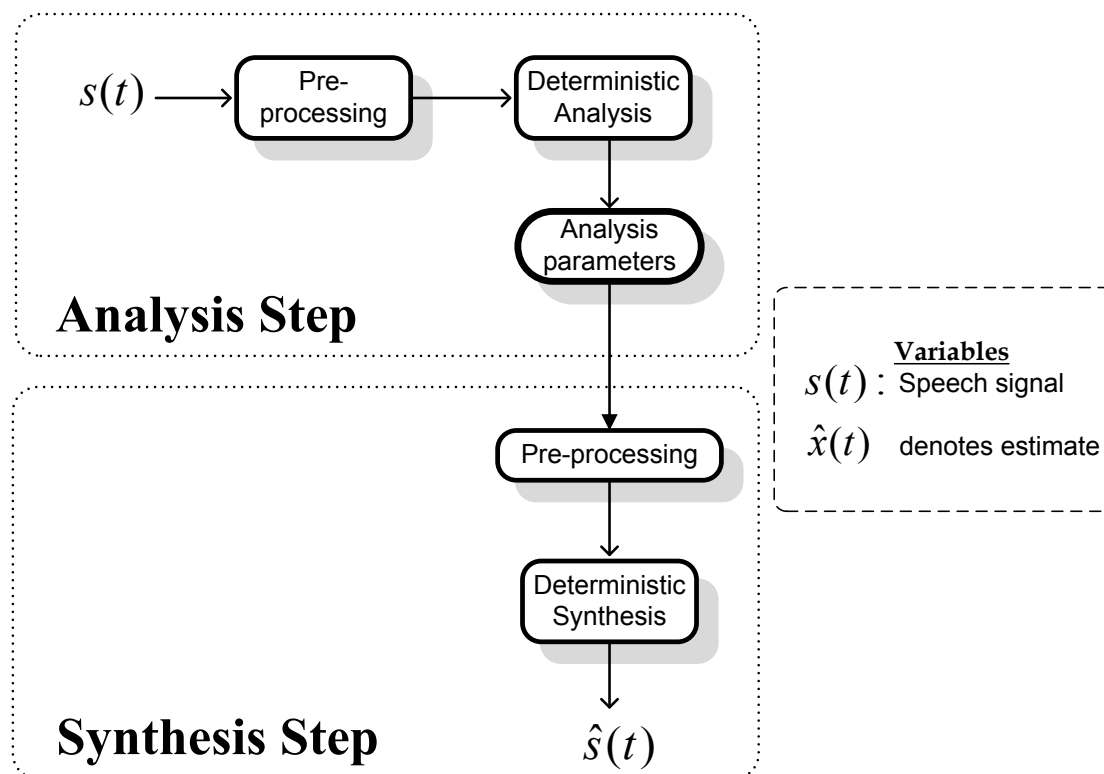 s(t)
Pre-
processing
Deterministic
Analysis
Analysis
parameters
Analysis Step
Variables
s(t) : Speech signal
x̂(t) denotes estimate
Pre-processing
Deterministic
Synthesis
ŝ(t)
Synthesis Step